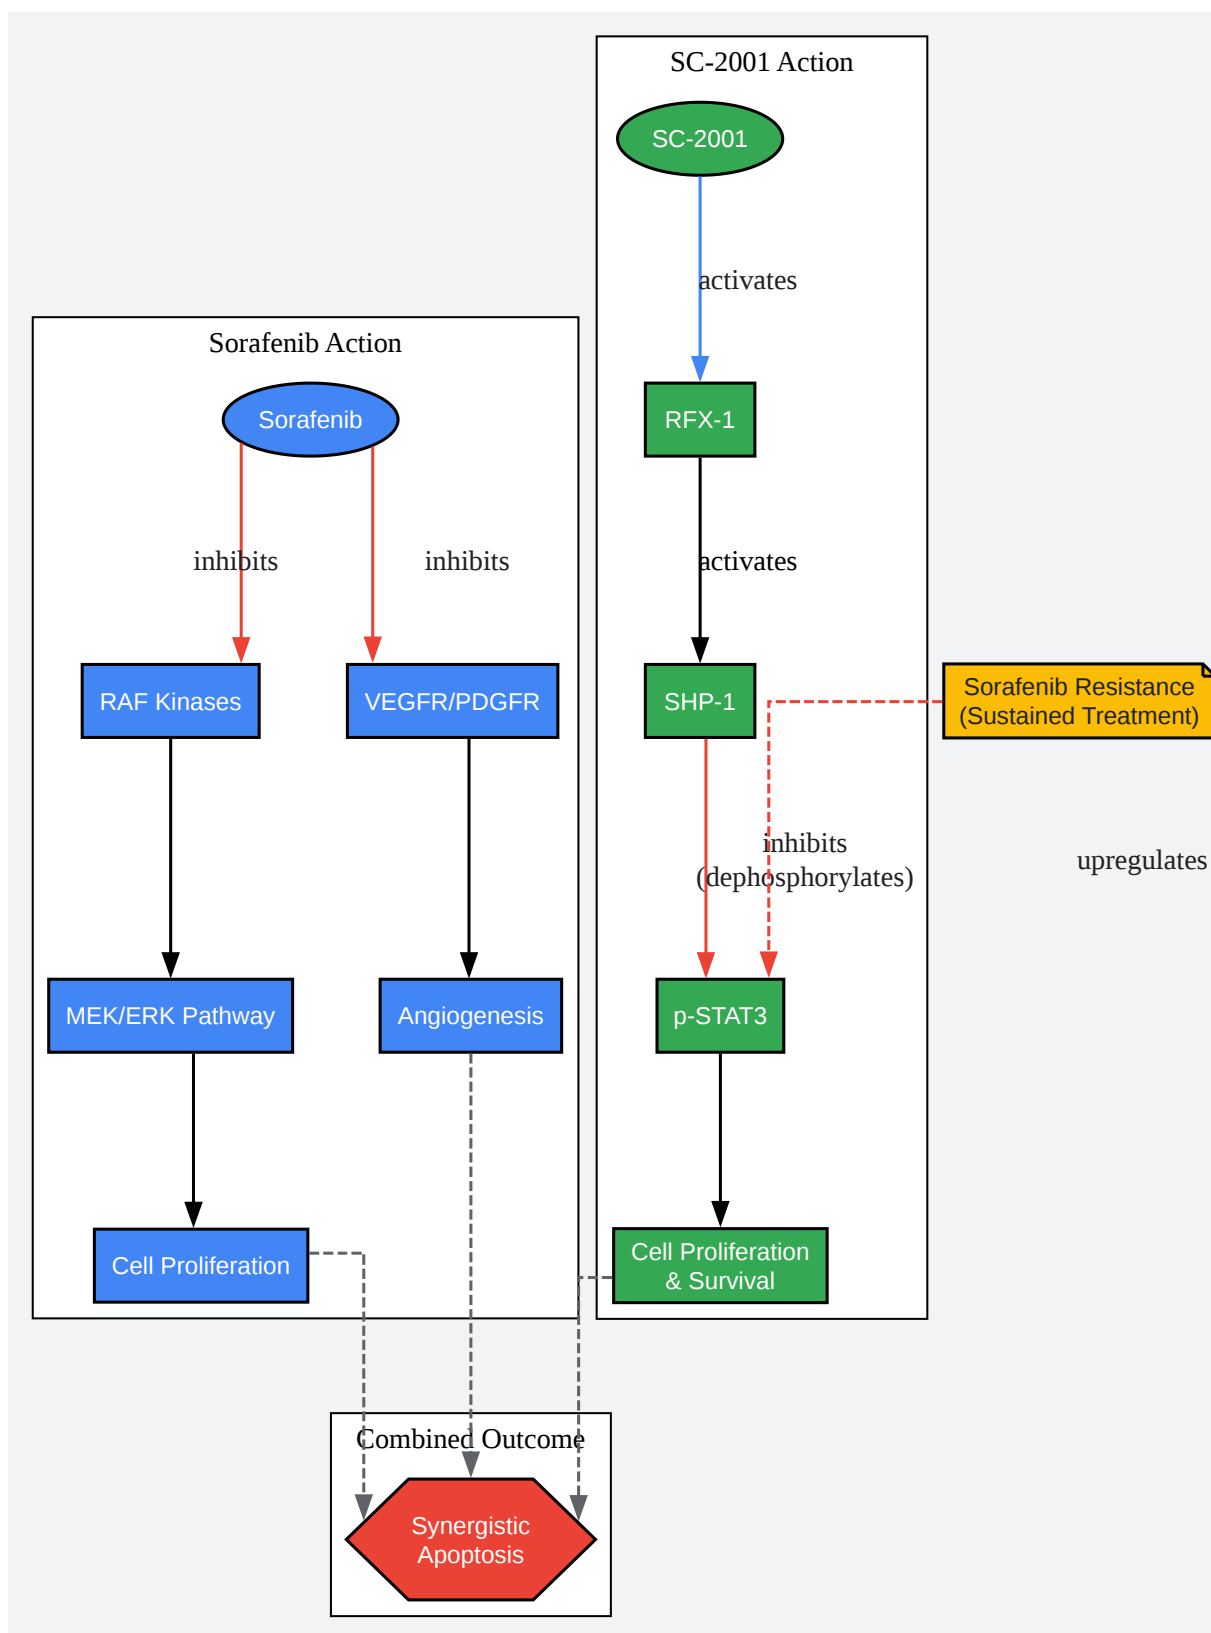 SC-2001 Action
SC-2001
activates
Sorafenib Action
Sorafenib
RFX-1
inhibits
inhibits
activates
RAF Kinases
VEGFR/PDGFR
SHP-1
Sorafenib Resistance
(Sustained Treatment)
inhibits
(dephosphorylates)
upregulates
MEK/ERK Pathway
Angiogenesis
p-STAT3
Cell Proliferation
Cell Proliferation
& Survival
Combined Outcome
Synergistic
Apoptosis